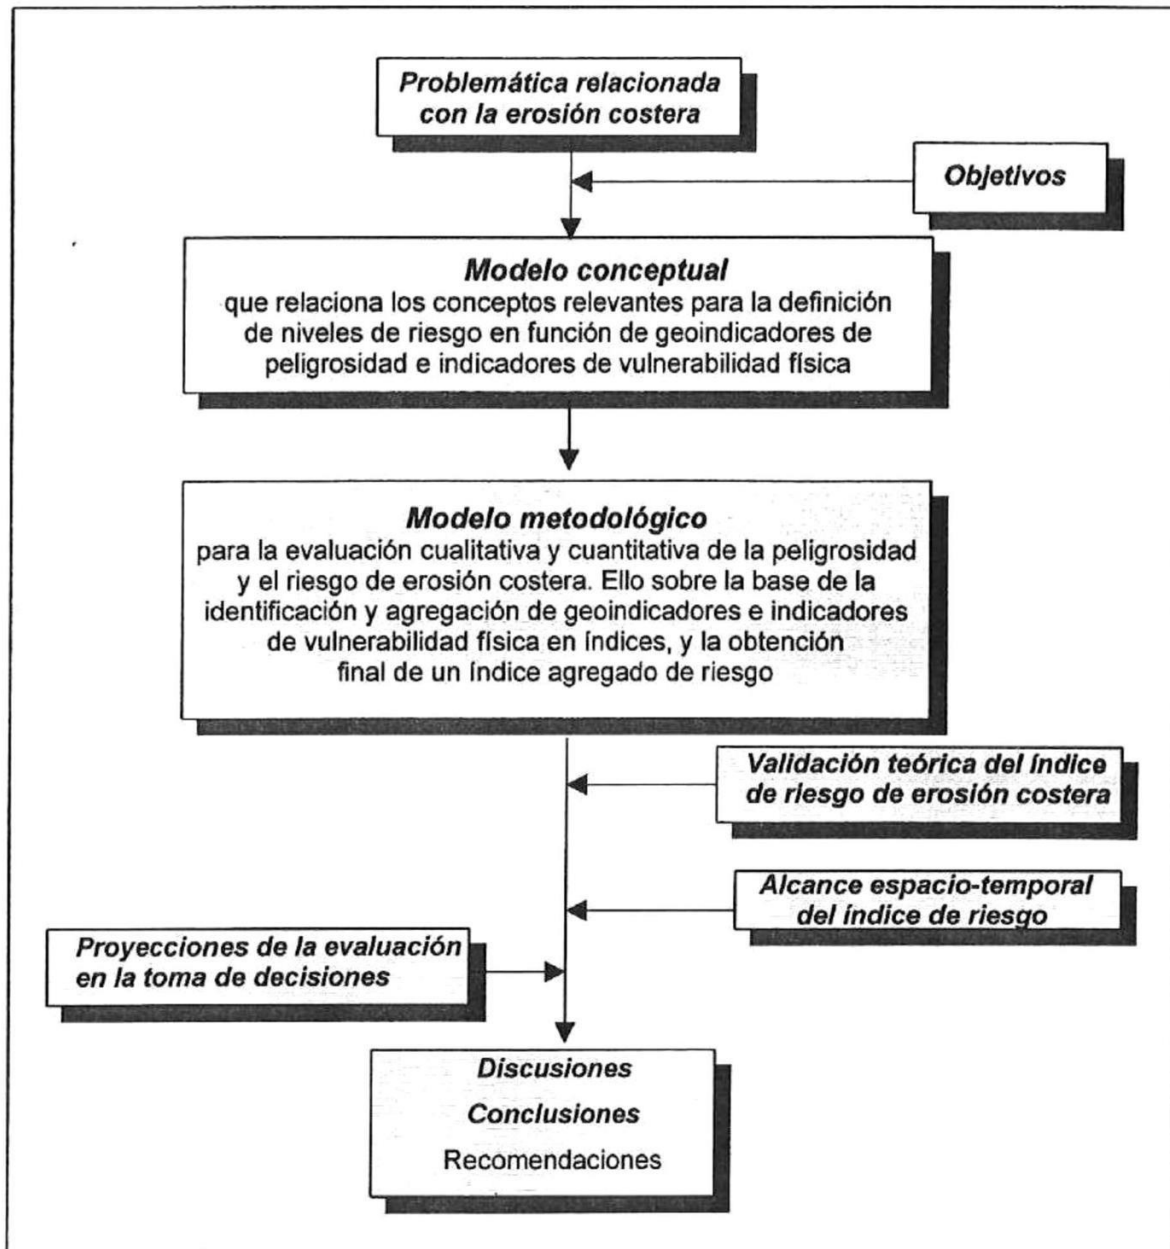 Problemática relacionada
con la erosión costera
Objetivos
Modelo conceptual
que relaciona los conceptos relevantes para la definición
de niveles de riesgo en función de geoindicadores de
peligrosidad e indicadores de vulnerabilidad física
Modelo metodológico
para la evaluación cualitativa y cuantitativa de la peligrosidad
y el riesgo de erosión costera. Ello sobre la base de la
identificación y agregación de geoindicadores e indicadores
de vulnerabilidad física en índices, y la obtención
final de un índice agregado de riesgo
Validación teórica del índice
de riesgo de erosión costera
Alcance espacio-temporal
del índice de riesgo
Proyecciones de la evaluación
en la toma de decisiones
Discusiones
Conclusiones
Recomendaciones